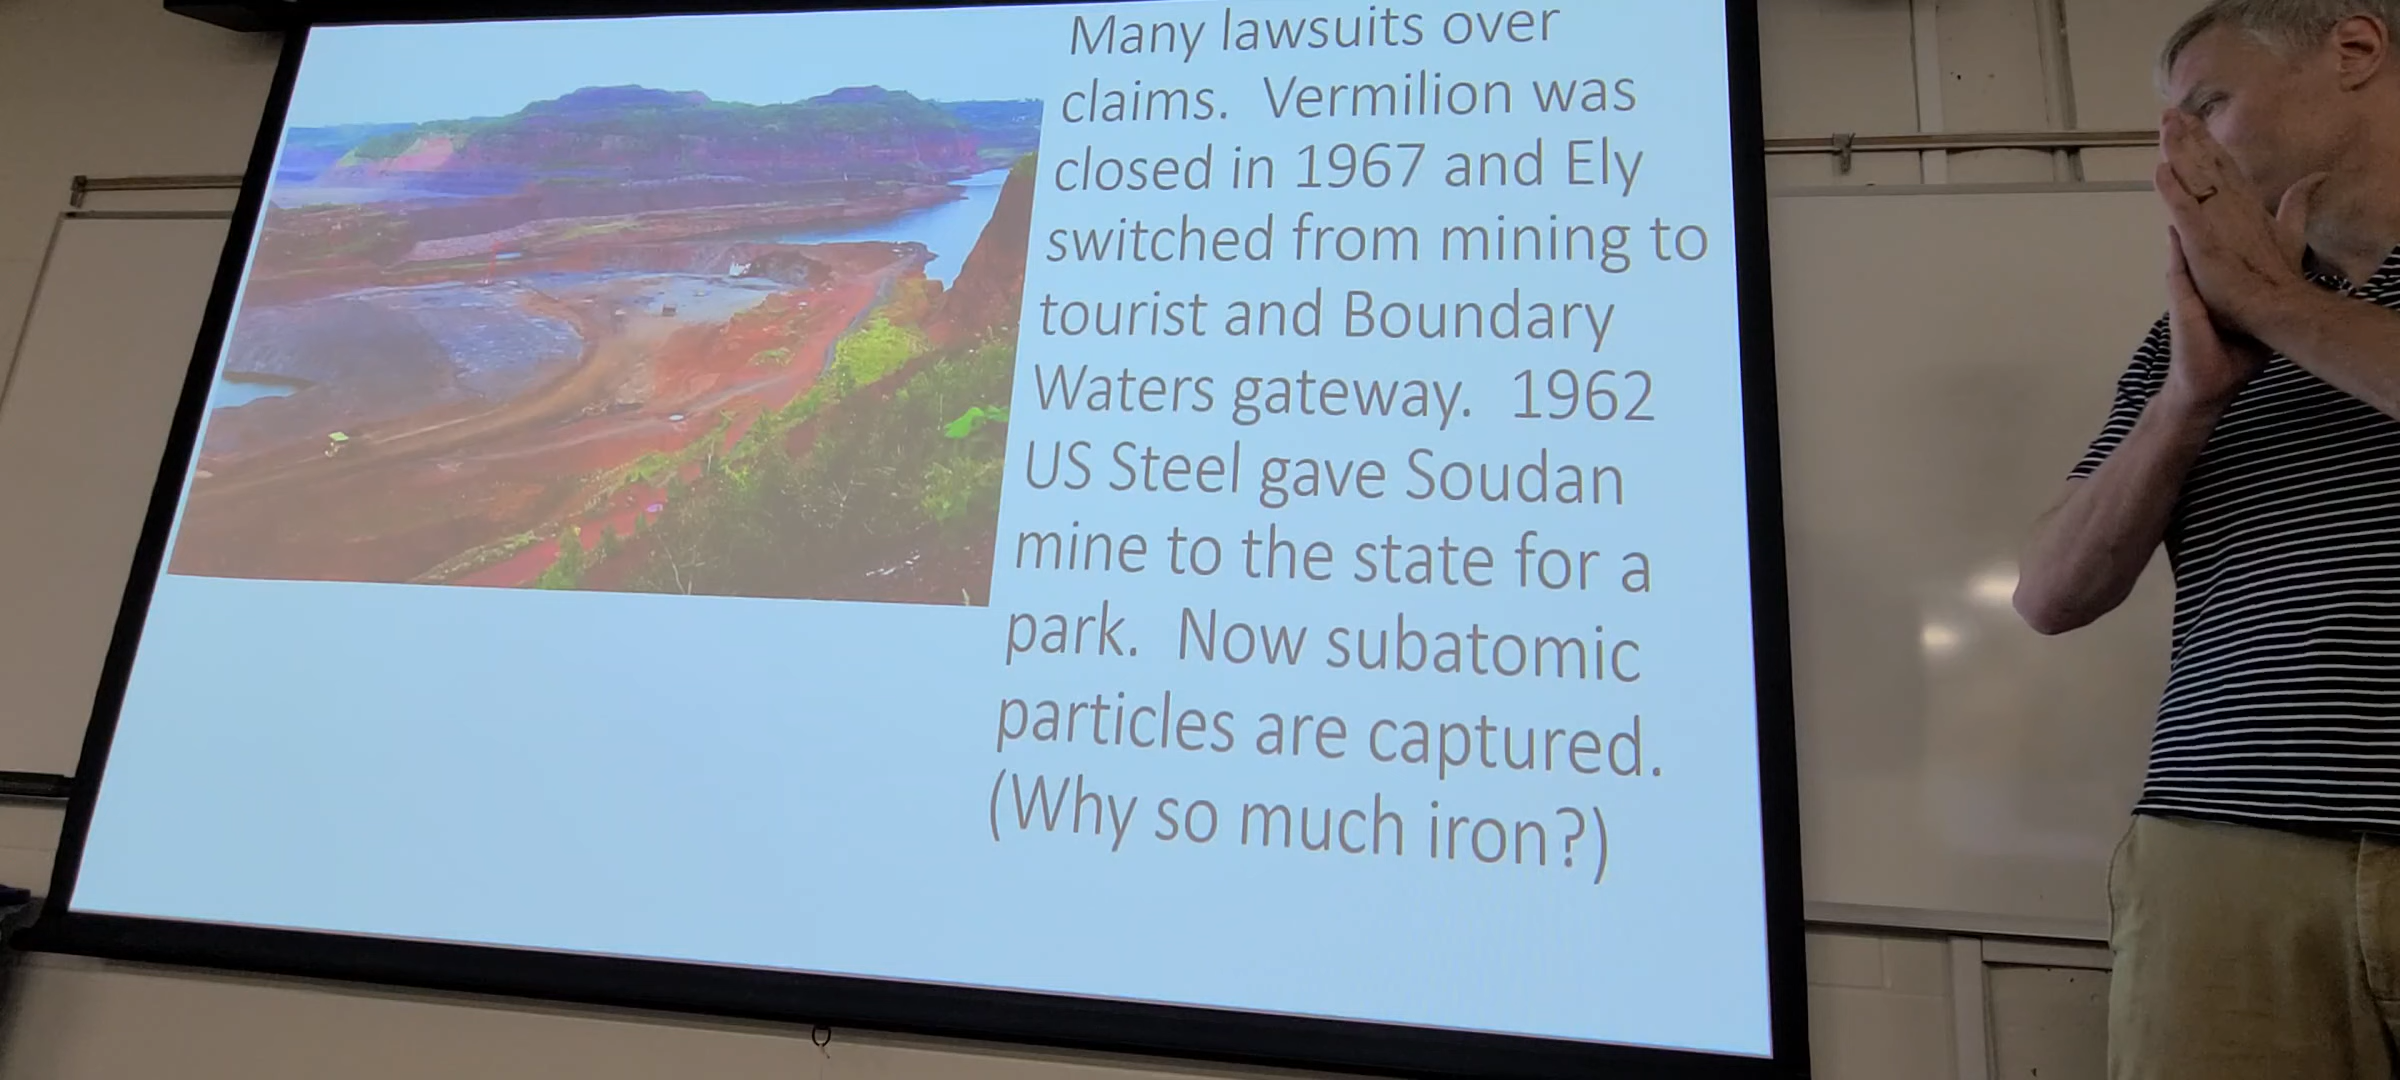 Many lawsuits over
claims. Vermilion was
closed in 1967 and Ely
switched from mining to
tourist and Boundary
Waters gateway. 1962
US Steel gave Soudan
mine to the state for a
park. Now subatomic
particles are captured.
(Why so much iron?)